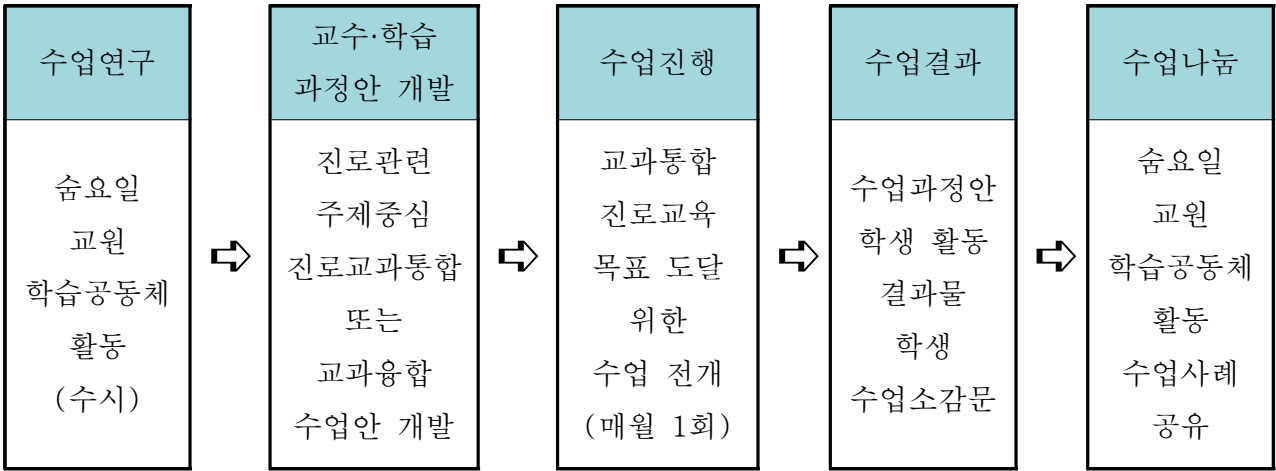 수업연구
숨요일
교원
학습공동체
활동
(수시)
교수·학습
과정안 개발
진로관련
주제중심
진로교과통합
또는
교과융합
수업안 개발
수업진행
교과통합
진로교육
목표 도달
위한
수업 전개
(매월 1회)
수업결과
수업과정안
학생 활동
결과물
학생
수업소감문
수업나눔
숨요일
교원
학습공동체
활동
수업사례
공유